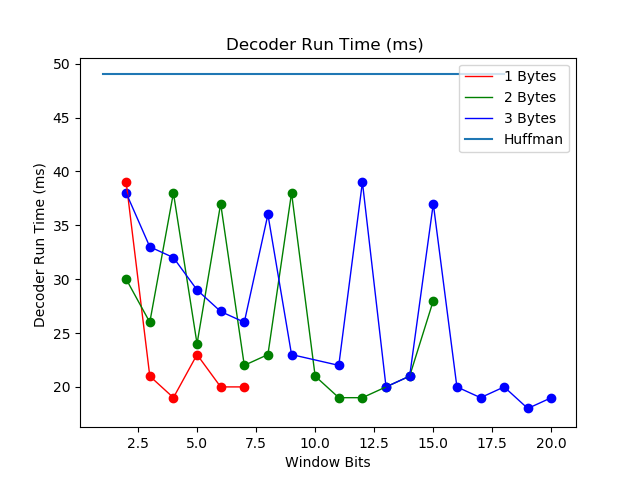 Decoder Run Time (ms)
50
45
40
35
30
25
20
Decoder Run Time (ms)
1 Bytes
2 Bytes
3 Bytes
Huffman
2.5 5.0 7.5 10.0 12.5 15.0 17.5 20.0
Window Bits